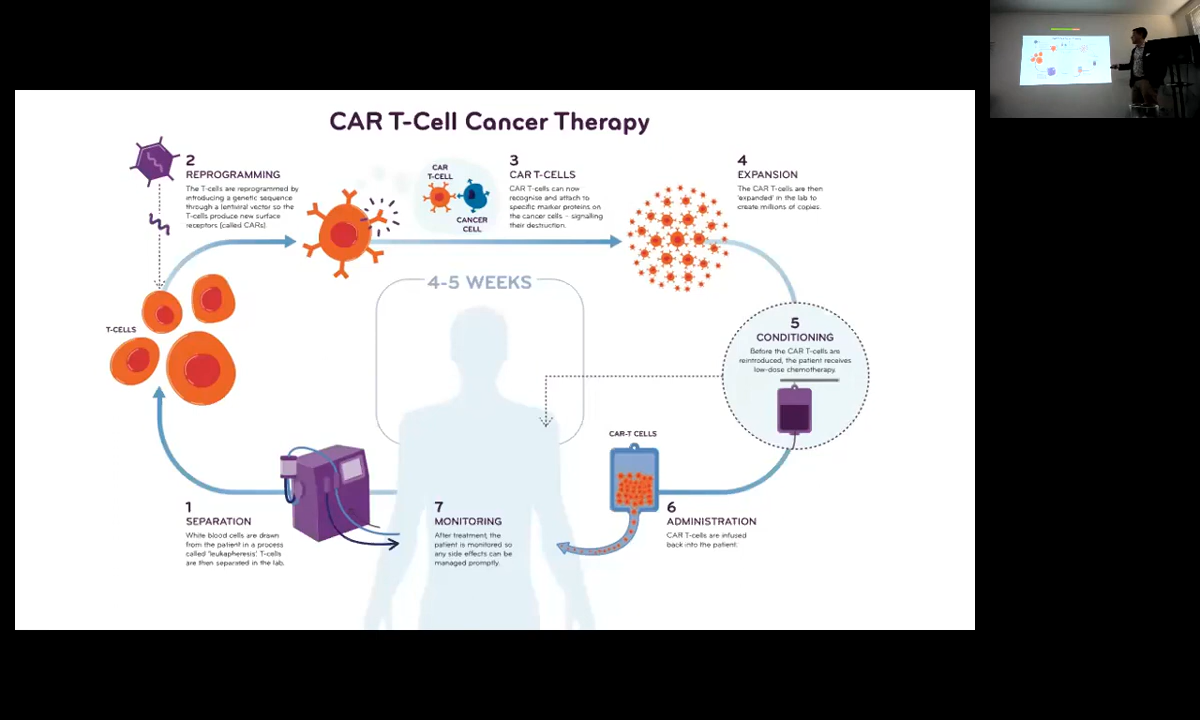 CAR T-Cell Cancer Therapy
2
REPROGRAMMING
The T-cells are reprogrammed by
introducing a genetic sequence
through a lentiviral vector so the
T-cells produce new surface
receptors (called CARs)
CAR
T-CELL
CANCER
CELL
3
CAR T-CELLS
CAR T-cells can now
recognise and attach to
specific marker proteins on
the cancer cells – signalling
their destruction.
4
EXPANSION
The CAR T-cells are then
'expanded' in the lab to
create millions of copies.
4-5 WEEKS
T-CELLS
5
CONDITIONING
Before the CAR T-cells are
reintroduced, the patient receives
low-dose chemotherapy.
CAR-T CELLS
1
SEPARATION
White blood cells are drawn
from the patient in a process
called 'leukapheresis'. T-cells
are then separated in the lab.
7
MONITORING
After treatment, the
patient is monitored so
any side effects can be
managed promptly.
6
ADMINISTRATION
CAR T-cells are infused
back into the patient.